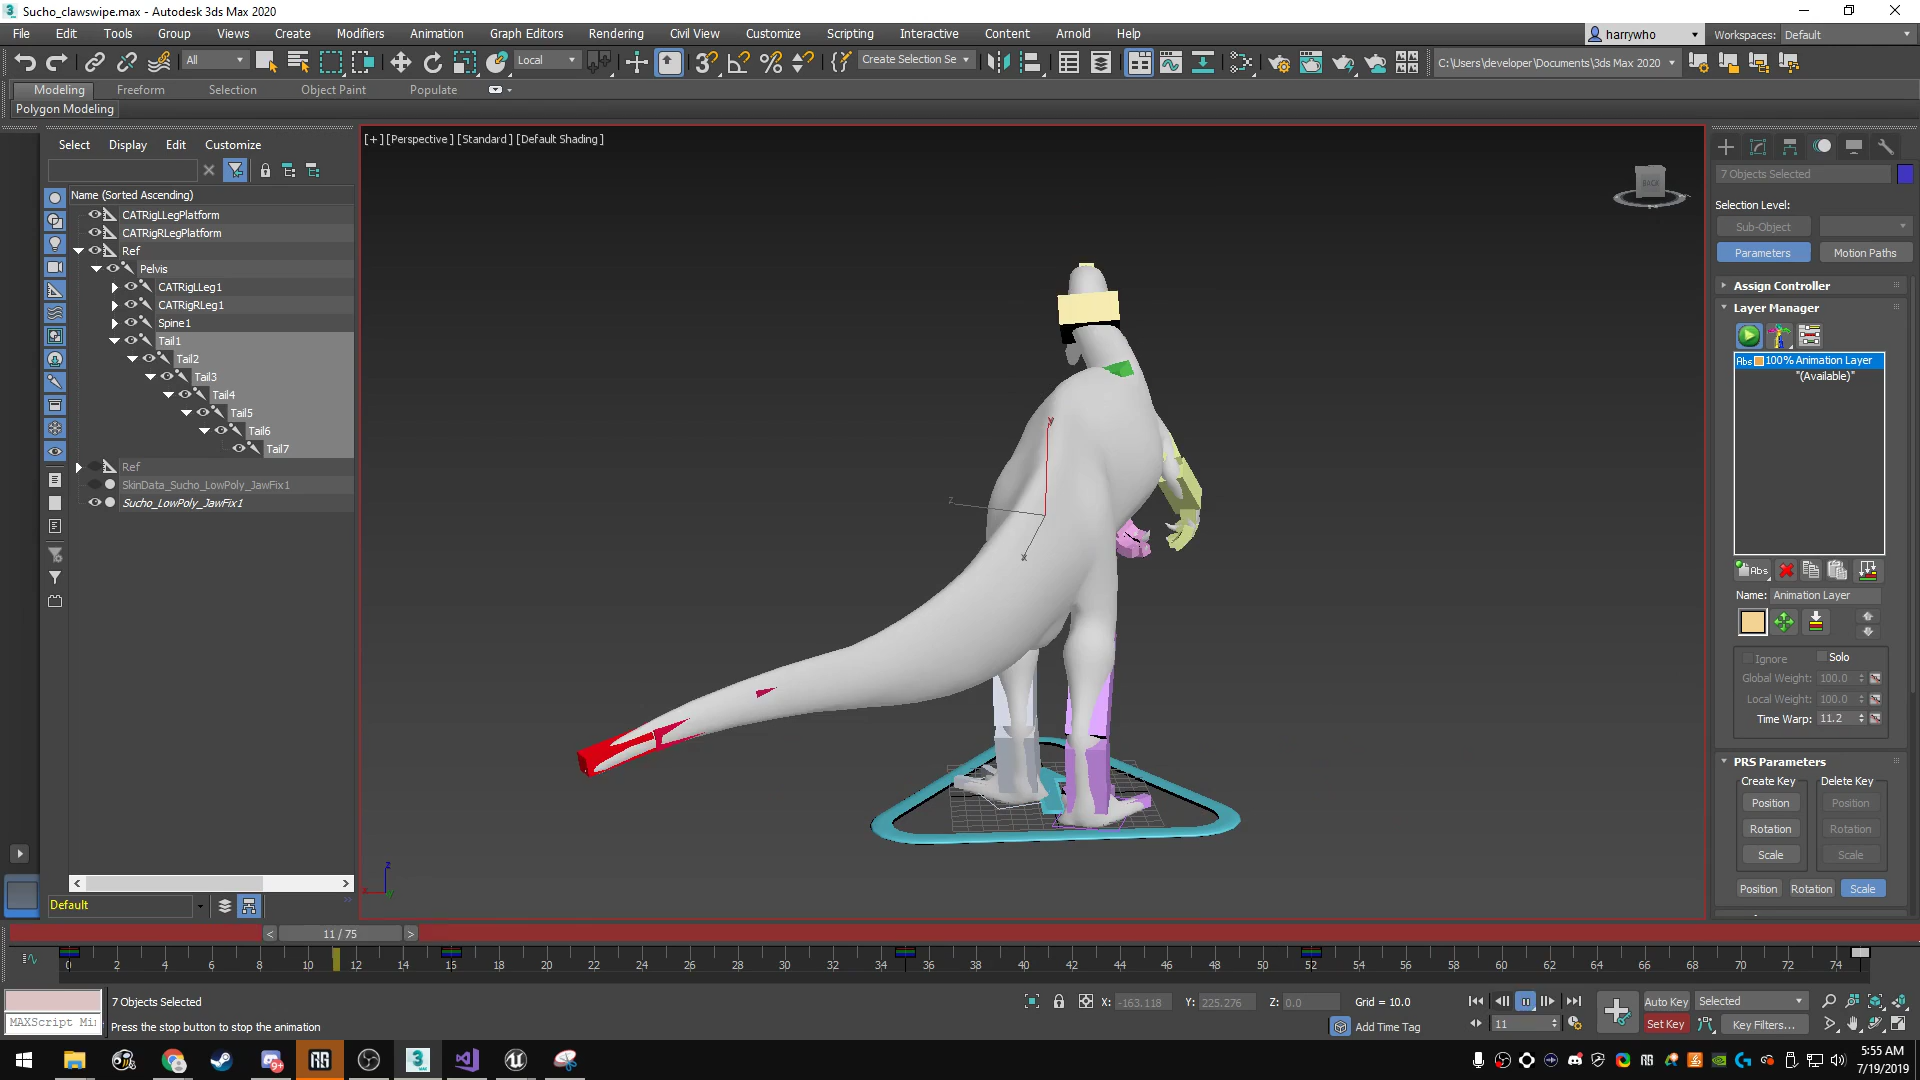 Sucho_clawswipe.max - Autodesk 3ds Max 2020
File Edit Tools Group Views Create Modifiers Animation Graph Editors Rendering Civil View Customize Scripting Interactive Content Arnold Help harrywho Workspaces: Default
All Local Create Selection Se C:\Users\developer\Documents\3ds Max 2020
Modeling Freeform Selection Object Paint Populate
Polygon Modeling
Select Display Edit Customize
[+] [Perspective ] [Standard ] [Default Shading ]
Name (Sorted Ascending)
CATRigLLegPlatform
CATRigRLegPlatform
Ref
Pelvis
CATRigLLeg1
CATRigRLeg1
Spine1
Tail1
Tail2
Tail3
Tail4
Tail5
Tail6
Tail7
Ref
SkinData_Sucho_LowPoly_JawFix1
Sucho_LowPoly_JawFix1
Default
BACK
y
z
x
z
7 Objects Selected
Selection Level:
Sub-Object
Parameters Motion Paths
Assign Controller
Layer Manager
Abs 100% Animation Layer
"(Available)"
Abs
Name: Animation Layer
Ignore Solo
Global Weight: 100.0
Local Weight: 100.0
Time Warp: 11.2
PRS Parameters
Create Key Delete Key
Position Position
Rotation Rotation
Scale Scale
Position Rotation Scale
< 11 / 75 >
0 2 4 6 8 10 12 14 16 18 20 22 24 26 28 30 32 34 36 38 40 42 44 46 48 50 52 54 56 58 60 62 64 66 68 70 72 74
7 Objects Selected X: -163.118 Y: 225.276 Z: 0.0 Grid = 10.0 Auto Key Selected
MAXScript Mi
Press the stop button to stop the animation Add Time Tag 11 Set Key Key Filters...
5:55 AM
7/19/2019